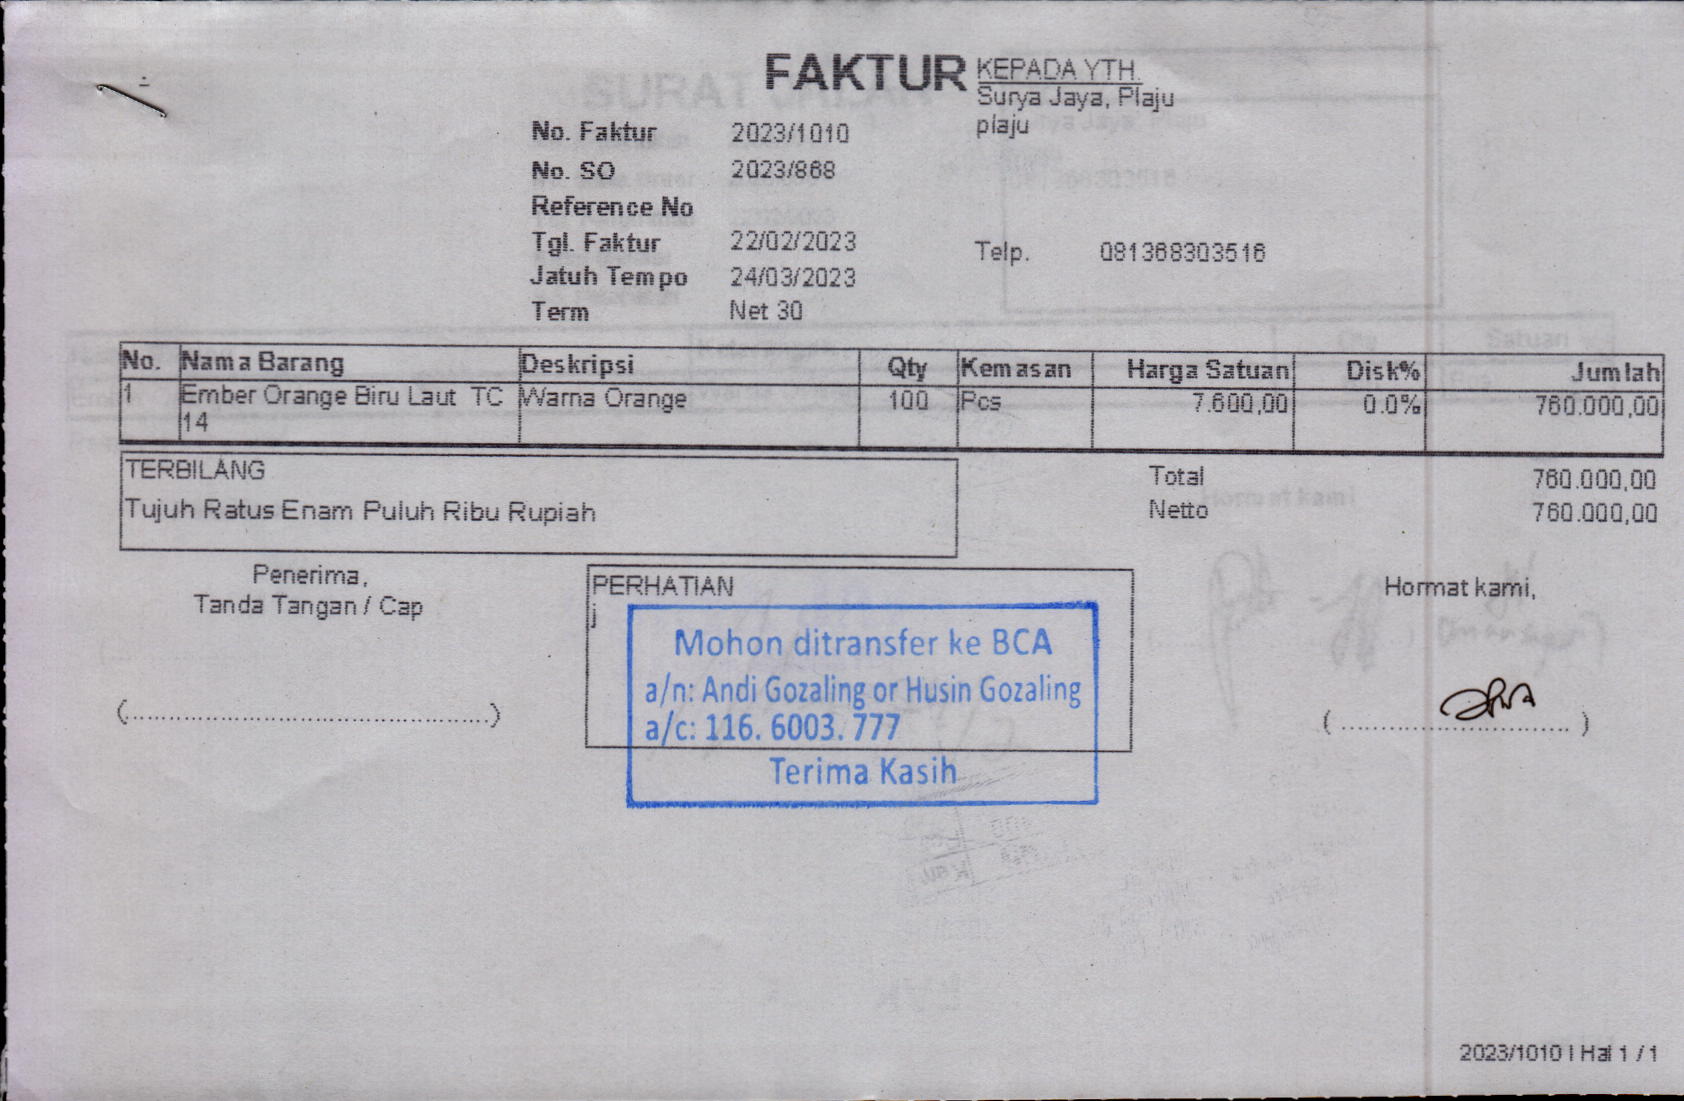 FAKTUR
KEPADA YTH.
Surya Jaya, Plaju
plaju
No. Faktur 2023/1010
No. SO 2023/868
Reference No
Tgl. Faktur 22/02/2023
Telp. 081368303516
Jatuh Tempo 24/03/2023
Term Net 30
No. Nama Barang Deskripsi Qty Kemasan Harga Satuan Disk% Jumlah
1 Ember Orange Biru Laut TC Warna Orange 100 Pcs 7.600,00 0.0% 760.000,00
14
TERBILANG
Tujuh Ratus Enam Puluh Ribu Rupiah
Total 760.000,00
Netto 760.000,00
Penerima,
Tanda Tangan / Cap
(................................................)
PERHATIAN
j
Mohon ditransfer ke BCA
a/n: Andi Gozaling or Husin Gozaling
a/c: 116. 6003. 777
Terima Kasih
Hormat kami,
(..............................)
2023/1010 | Hal 1 / 1